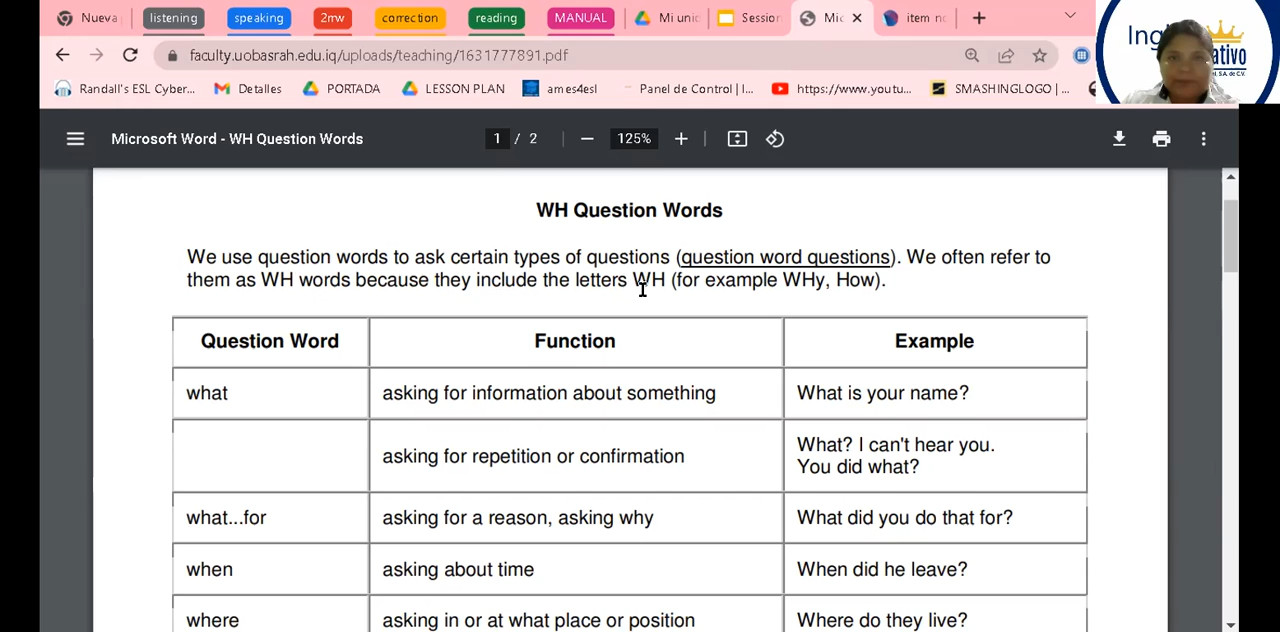 Nueva
listening
speaking
2mw
correction
reading
MANUAL
Mi uni
Session
Mic
item no
faculty.uobasrah.edu.iq/uploads/teaching/1631777891.pdf
Randall's ESL Cyber...
Detalles
PORTADA
LESSON PLAN
ames4esl
Panel de Control | I...
https://www.youtu...
SMASHINGLOGO | ...
Microsoft Word - WH Question Words
1 / 2
125%
WH Question Words
We use question words to ask certain types of questions (question word questions). We often refer to
them as WH words because they include the letters WH (for example WHy, How).
Question Word Function Example
what asking for information about something What is your name?
asking for repetition or confirmation What? I can't hear you.
You did what?
what...for asking for a reason, asking why What did you do that for?
when asking about time When did he leave?
where asking in or at what place or position Where do they live?